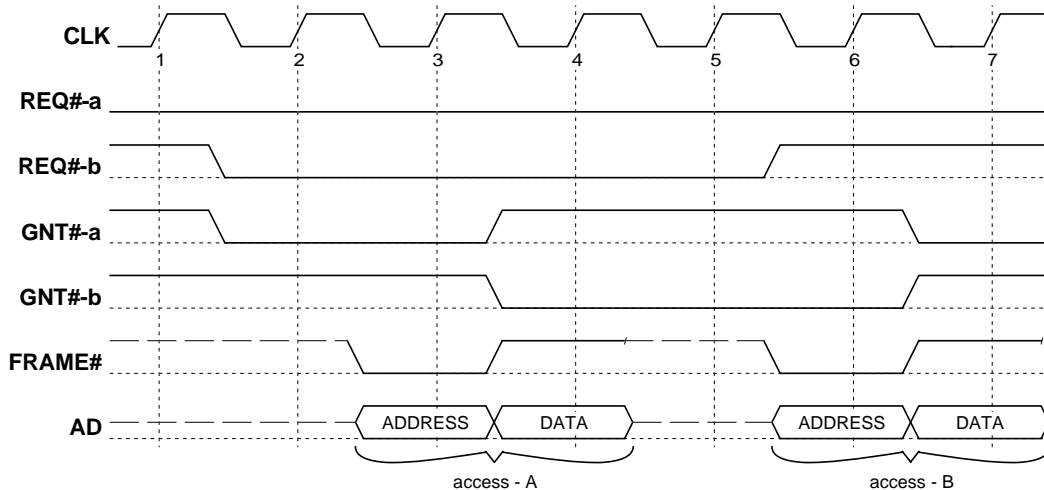 CLK
1 2 3 4 5 6 7
REQ#-a
REQ#-b
GNT#-a
GNT#-b
FRAME#
AD ADDRESS DATA ADDRESS DATA
access - A access - B